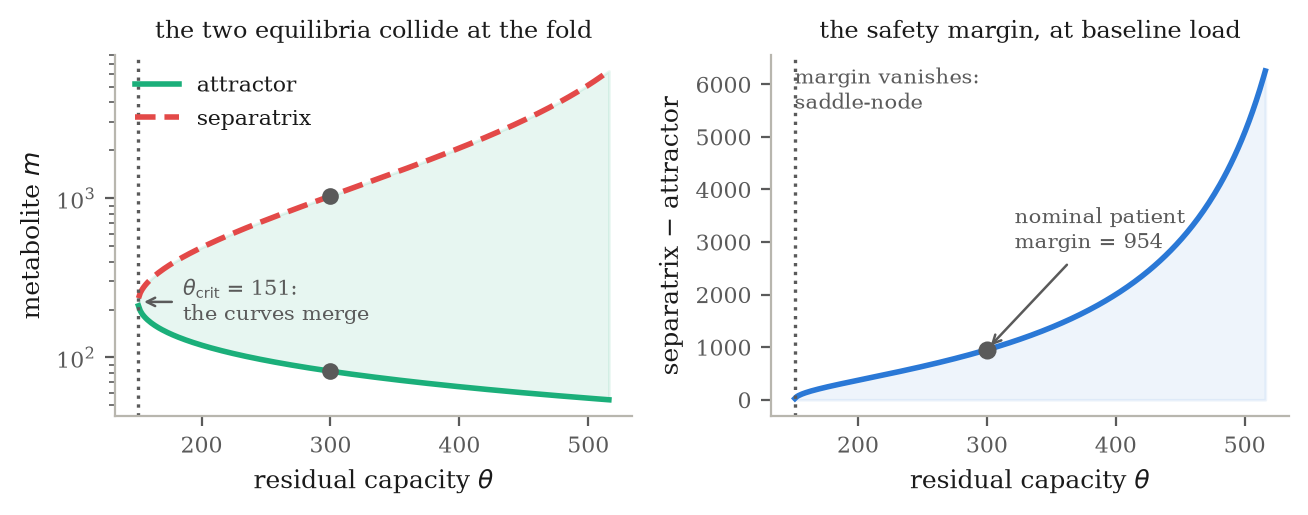 the two equilibria collide at the fold
attractor
separatrix
θcrit = 151:
the curves merge
10³
10²
metabolite m
200
300
400
500
residual capacity θ
the safety margin, at baseline load
margin vanishes:
saddle-node
nominal patient
margin = 954
6000
5000
4000
3000
2000
1000
0
separatrix − attractor
200
300
400
500
residual capacity θ